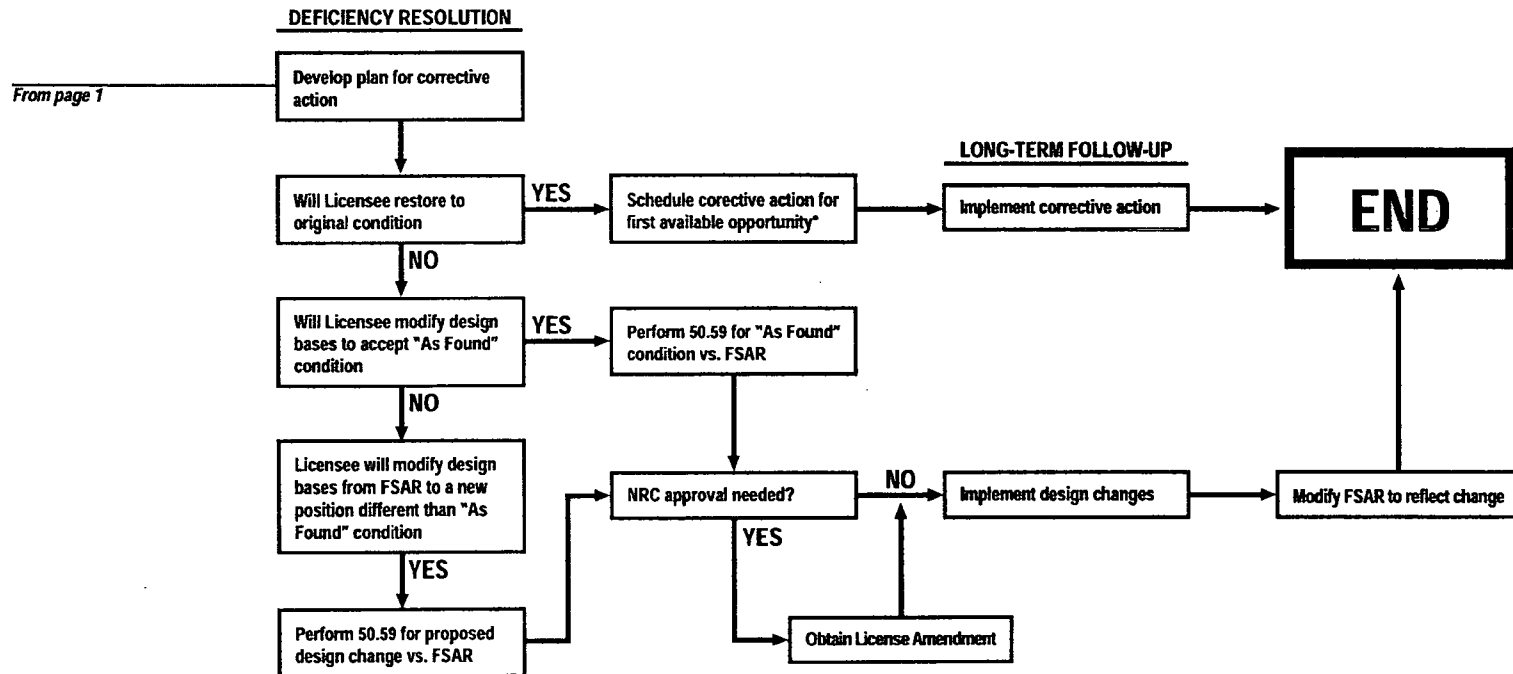 DEFICIENCY RESOLUTION
From page 1
Develop plan for corrective
action
LONG-TERM FOLLOW-UP
Will Licensee restore to
original condition
YES
Schedule corective action for
first available opportunity*
Implement corrective action
END
NO
Will Licensee modify design
bases to accept "As Found"
condition
YES
Perform 50.59 for "As Found"
condition vs. FSAR
NO
Licensee will modify design
bases from FSAR to a new
position different than "As
Found" condition
NRC approval needed?
NO
Implement design changes
Modify FSAR to reflect change
YES
YES
Perform 50.59 for proposed
design change vs. FSAR
Obtain License Amendment